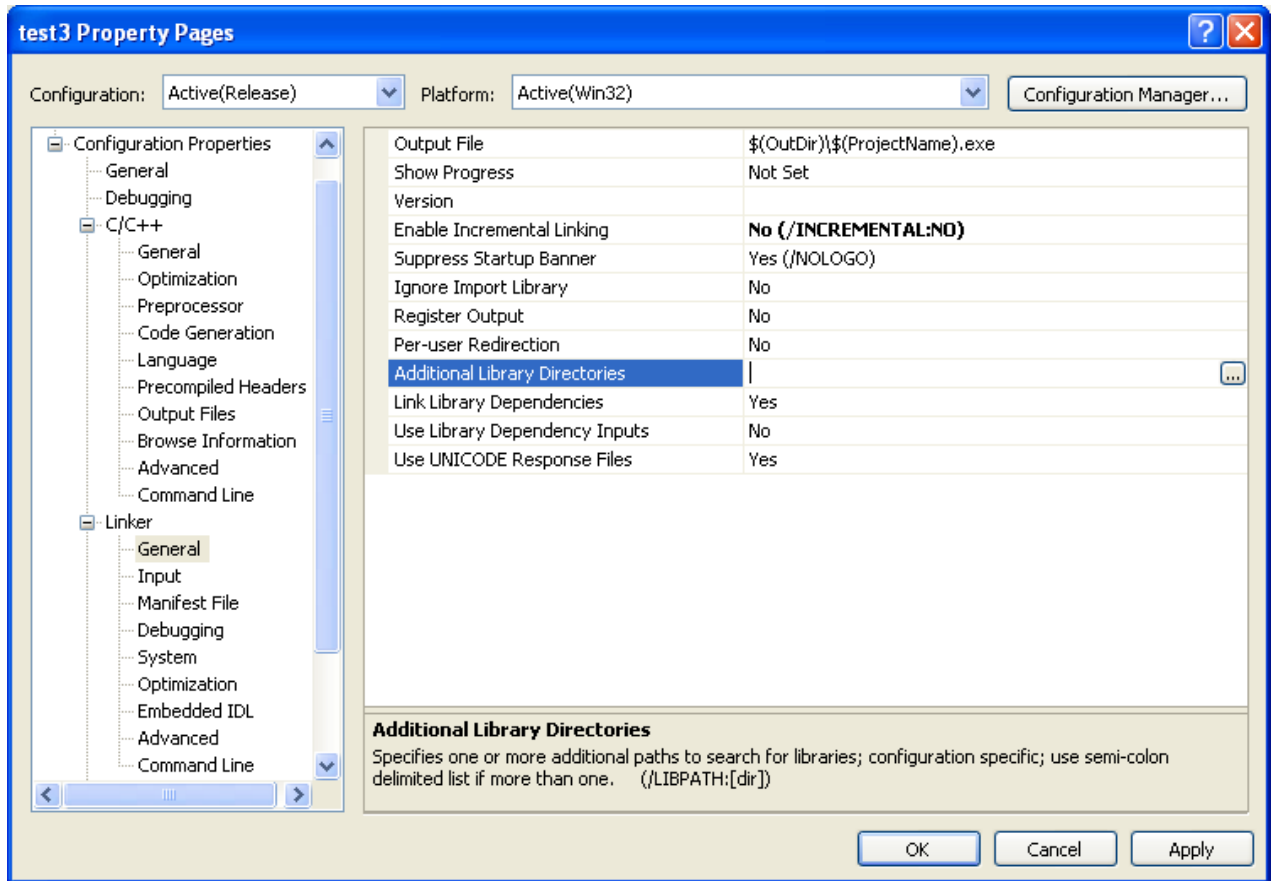 test3 Property Pages
Configuration: Active(Release) Platform: Active(Win32) Configuration Manager...
Configuration Properties
General
Debugging
C/C++
General
Optimization
Preprocessor
Code Generation
Language
Precompiled Headers
Output Files
Browse Information
Advanced
Command Line
Linker
General
Input
Manifest File
Debugging
System
Optimization
Embedded IDL
Advanced
Command Line
Output File $(OutDir)\$(ProjectName).exe
Show Progress Not Set
Version
Enable Incremental Linking No (/INCREMENTAL:NO)
Suppress Startup Banner Yes (/NOLOGO)
Ignore Import Library No
Register Output No
Per-user Redirection No
Additional Library Directories ...
Link Library Dependencies Yes
Use Library Dependency Inputs No
Use UNICODE Response Files Yes
Additional Library Directories
Specifies one or more additional paths to search for libraries; configuration specific; use semi-colon
delimited list if more than one. (/LIBPATH:[dir])
OK Cancel Apply